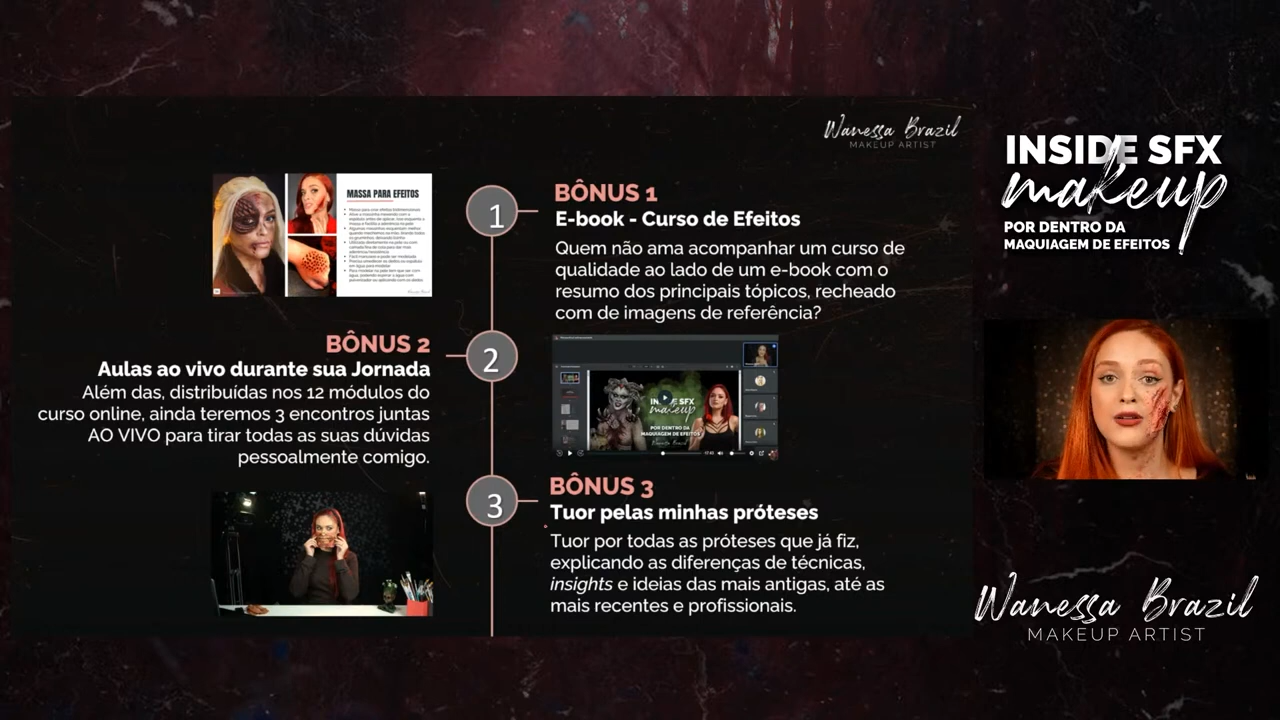 Wanessa Brazil
MAKEUP ARTIST
INSIDE SFX
makeup
POR DENTRO DA
MAQUIAGEM DE EFEITOS
MASSA PARA EFEITOS
1
BÔNUS 1
E-book - Curso de Efeitos
Quem não ama acompanhar um curso de
qualidade ao lado de um e-book com o
resumo dos principais tópicos, recheado
com de imagens de referência?
BÔNUS 2
Aulas ao vivo durante sua Jornada
Além das, distribuídas nos 12 módulos do
curso online, ainda teremos 3 encontros juntas
AO VIVO para tirar todas as suas dúvidas
pessoalmente comigo.
2
INSIDE SFX
makeup
POR DENTRO DA
MAQUIAGEM DE EFEITOS
3
BÔNUS 3
Tuor pelas minhas próteses
Tuor por todas as próteses que já fiz,
explicando as diferenças de técnicas,
insights e ideias das mais antigas, até as
mais recentes e profissionais.
Wanessa Brazil
MAKEUP ARTIST